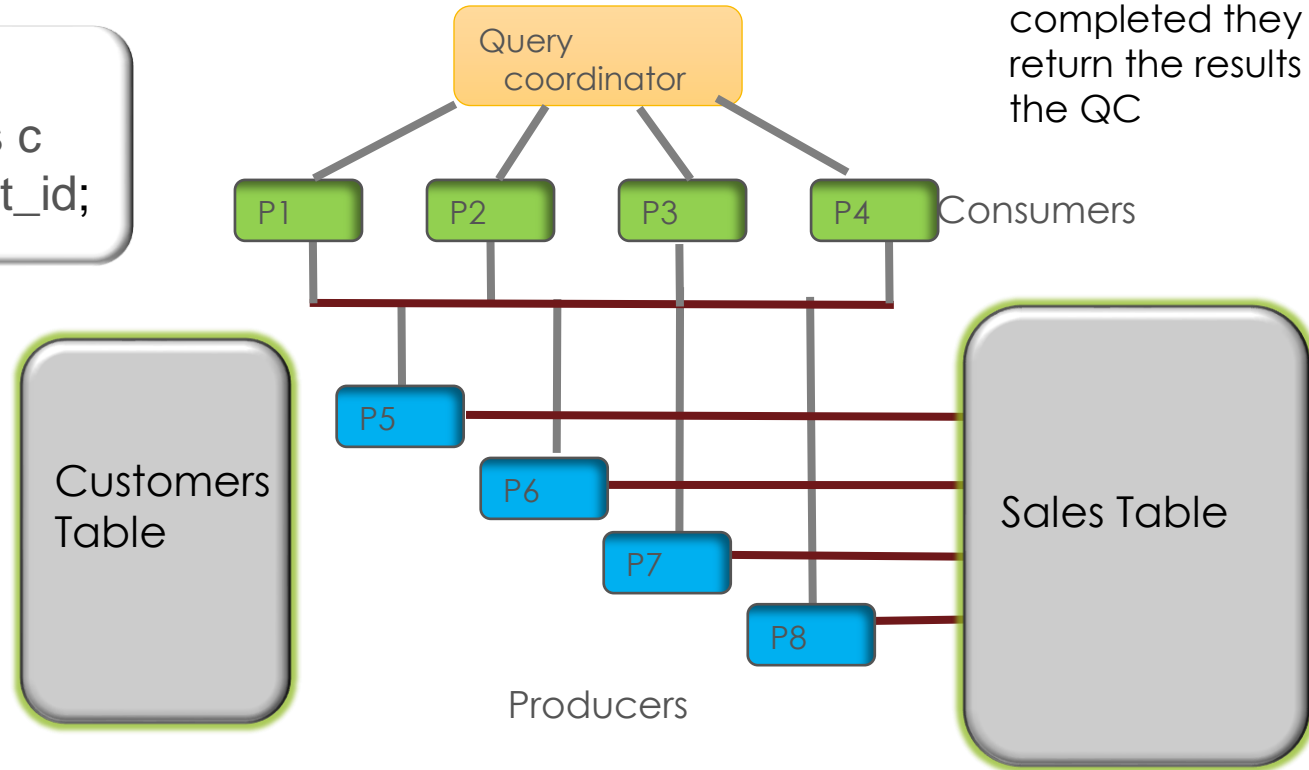 c
t_id;
Query
coordinator
completed they
return the results
the QC
P1
P2
P3
P4
Consumers
P5
P6
P7
P8
Customers
Table
Sales Table
Producers